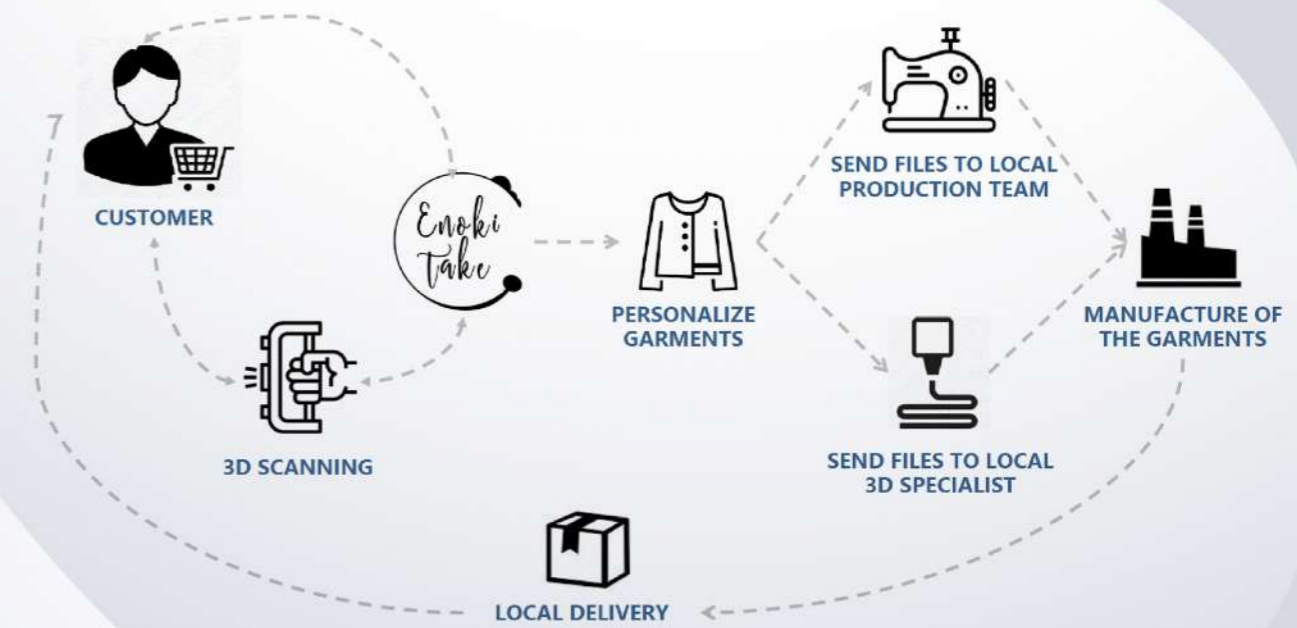 CUSTOMER
Enoki
Take
3D SCANNING
PERSONALIZE
GARMENTS
SEND FILES TO LOCAL
PRODUCTION TEAM
SEND FILES TO LOCAL
3D SPECIALIST
MANUFACTURE OF
THE GARMENTS
LOCAL DELIVERY